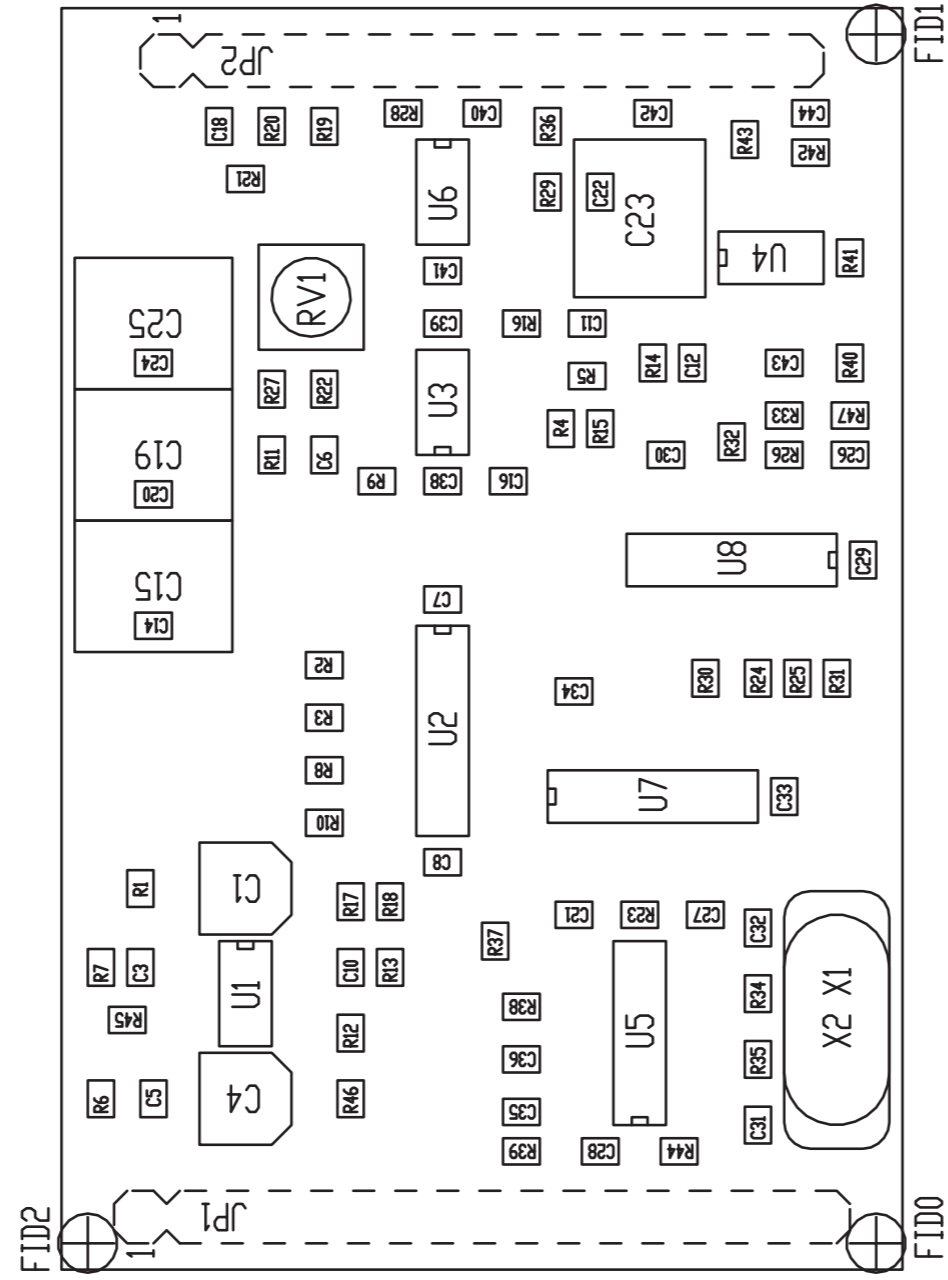 1
FID1
JP2
R28
C40
C42
C44
C18
R20
R19
R36
R43
R42
R21
R29
C22
U6
C23
U4
R41
C41
RV1
C25
C39
R16
C11
C24
R14
C12
C43
R40
R5
R27
R22
U3
R33
R47
R4
R15
R32
C19
R11
C6
C30
R26
C26
C20
R9
C38
C16
U8
C29
C15
C7
C14
R2
R30
R24
R25
R31
C34
R3
U2
R8
U7
C33
R10
C8
R1
C1
R17
R18
C21
R23
C27
C32
R37
R7
C3
C10
R13
U1
R34
X2 X1
R38
R45
R12
U5
C36
R35
R6
C5
C4
R46
C35
C31
R39
C28
R44
JP1
FID2
1
FID0